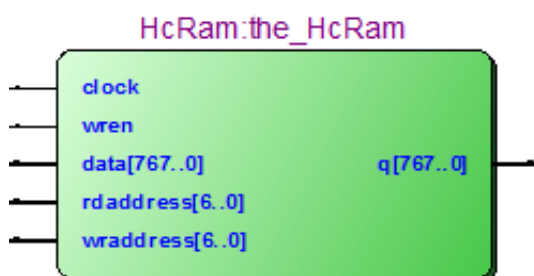 HcRam:the_HcRam
clock
wren
data[767..0] q[767..0]
rdaddress[6..0]
wraddress[6..0]